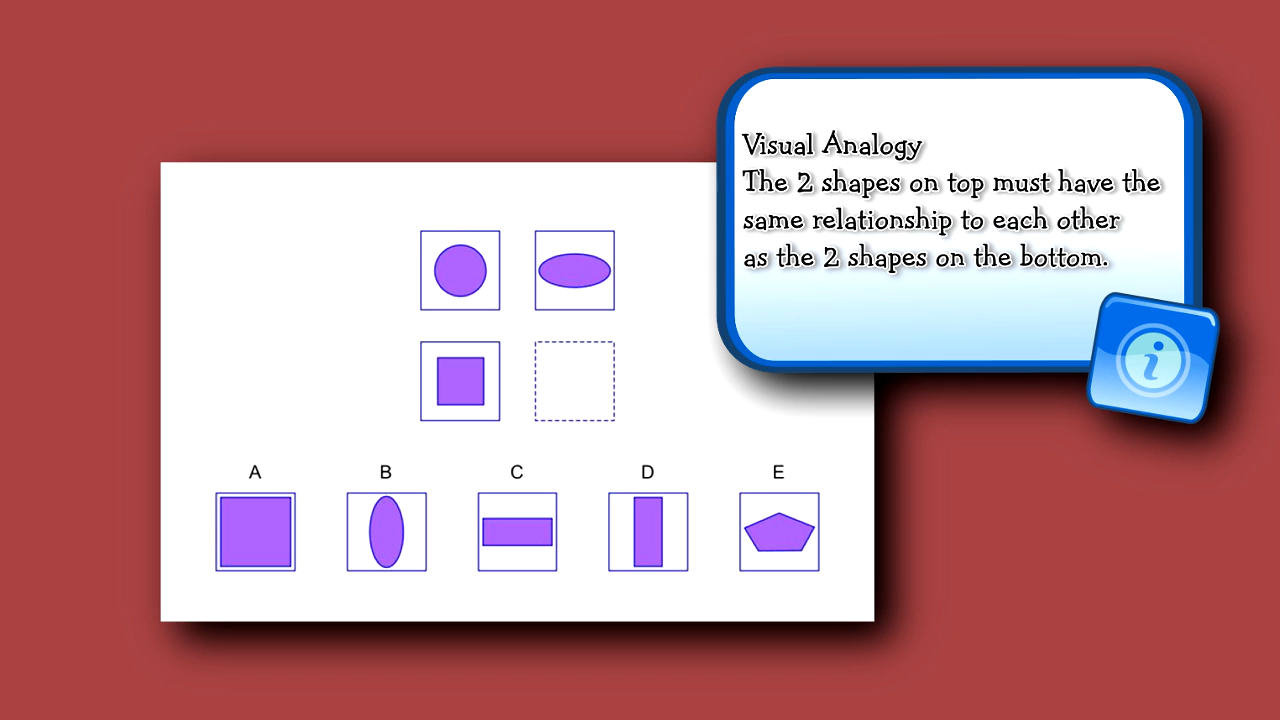 Visual Analogy
The 2 shapes on top must have the
same relationship to each other
as the 2 shapes on the bottom.
i
A B C D E